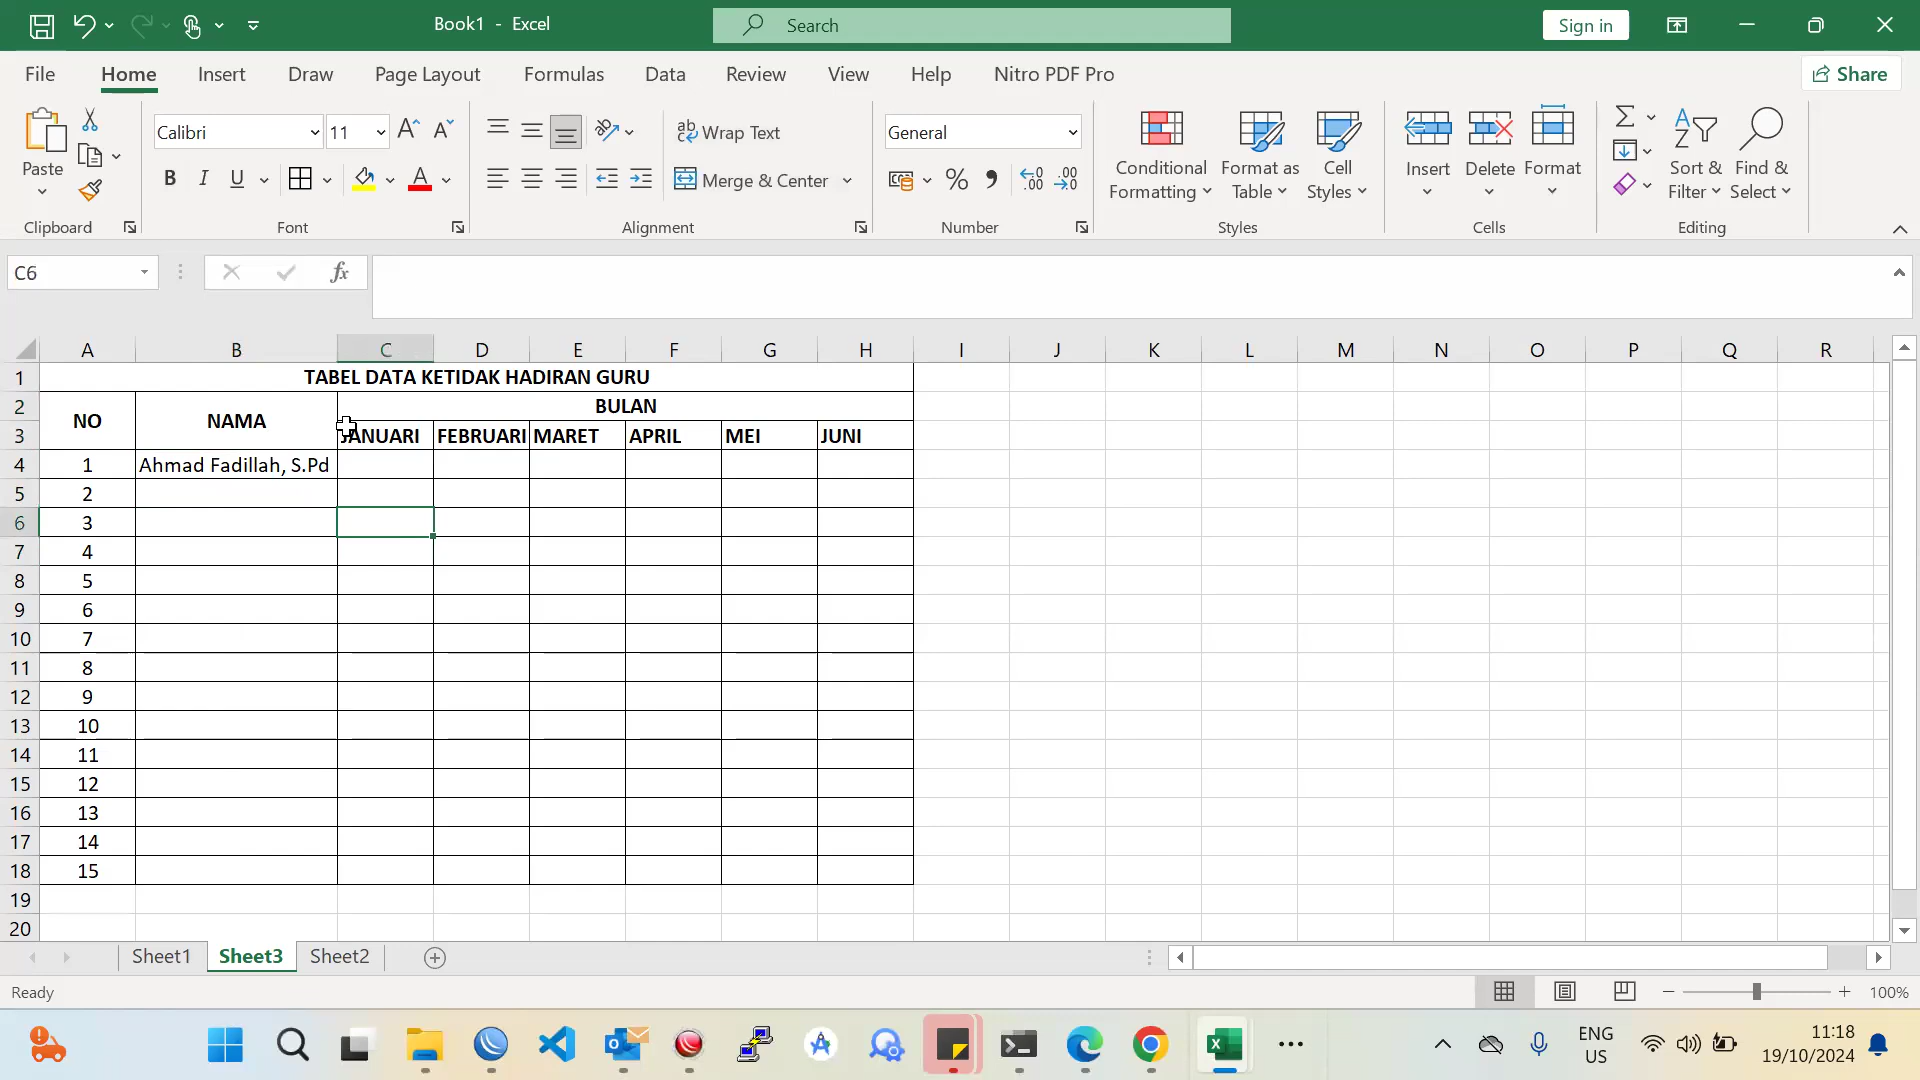 Book1 - Excel
Search
Sign in
File Home Insert Draw Page Layout Formulas Data Review View Help Nitro PDF Pro
Share
Paste
Clipboard
Calibri 11
B I U A
Font
ab Wrap Text
Merge & Center
Alignment
General
% 9 .00 .00
Number
Conditional Formatting
Format as Table
Cell Styles
Styles
Insert Delete Format
Cells
Sort & Filter
Find & Select
Editing
C6
fx
A B C D E F G H I J K L M N O P Q R
1 TABEL DATA KETIDAK HADIRAN GURU
2 NO NAMA BULAN
3 JANUARI FEBRUARI MARET APRIL MEI JUNI
4 1 Ahmad Fadillah, S.Pd
5 2
6 3
7 4
8 5
9 6
10 7
11 8
12 9
13 10
14 11
15 12
16 13
17 14
18 15
19
20
Sheet1 Sheet3 Sheet2
Ready
100%
ENG
US
11:18
19/10/2024